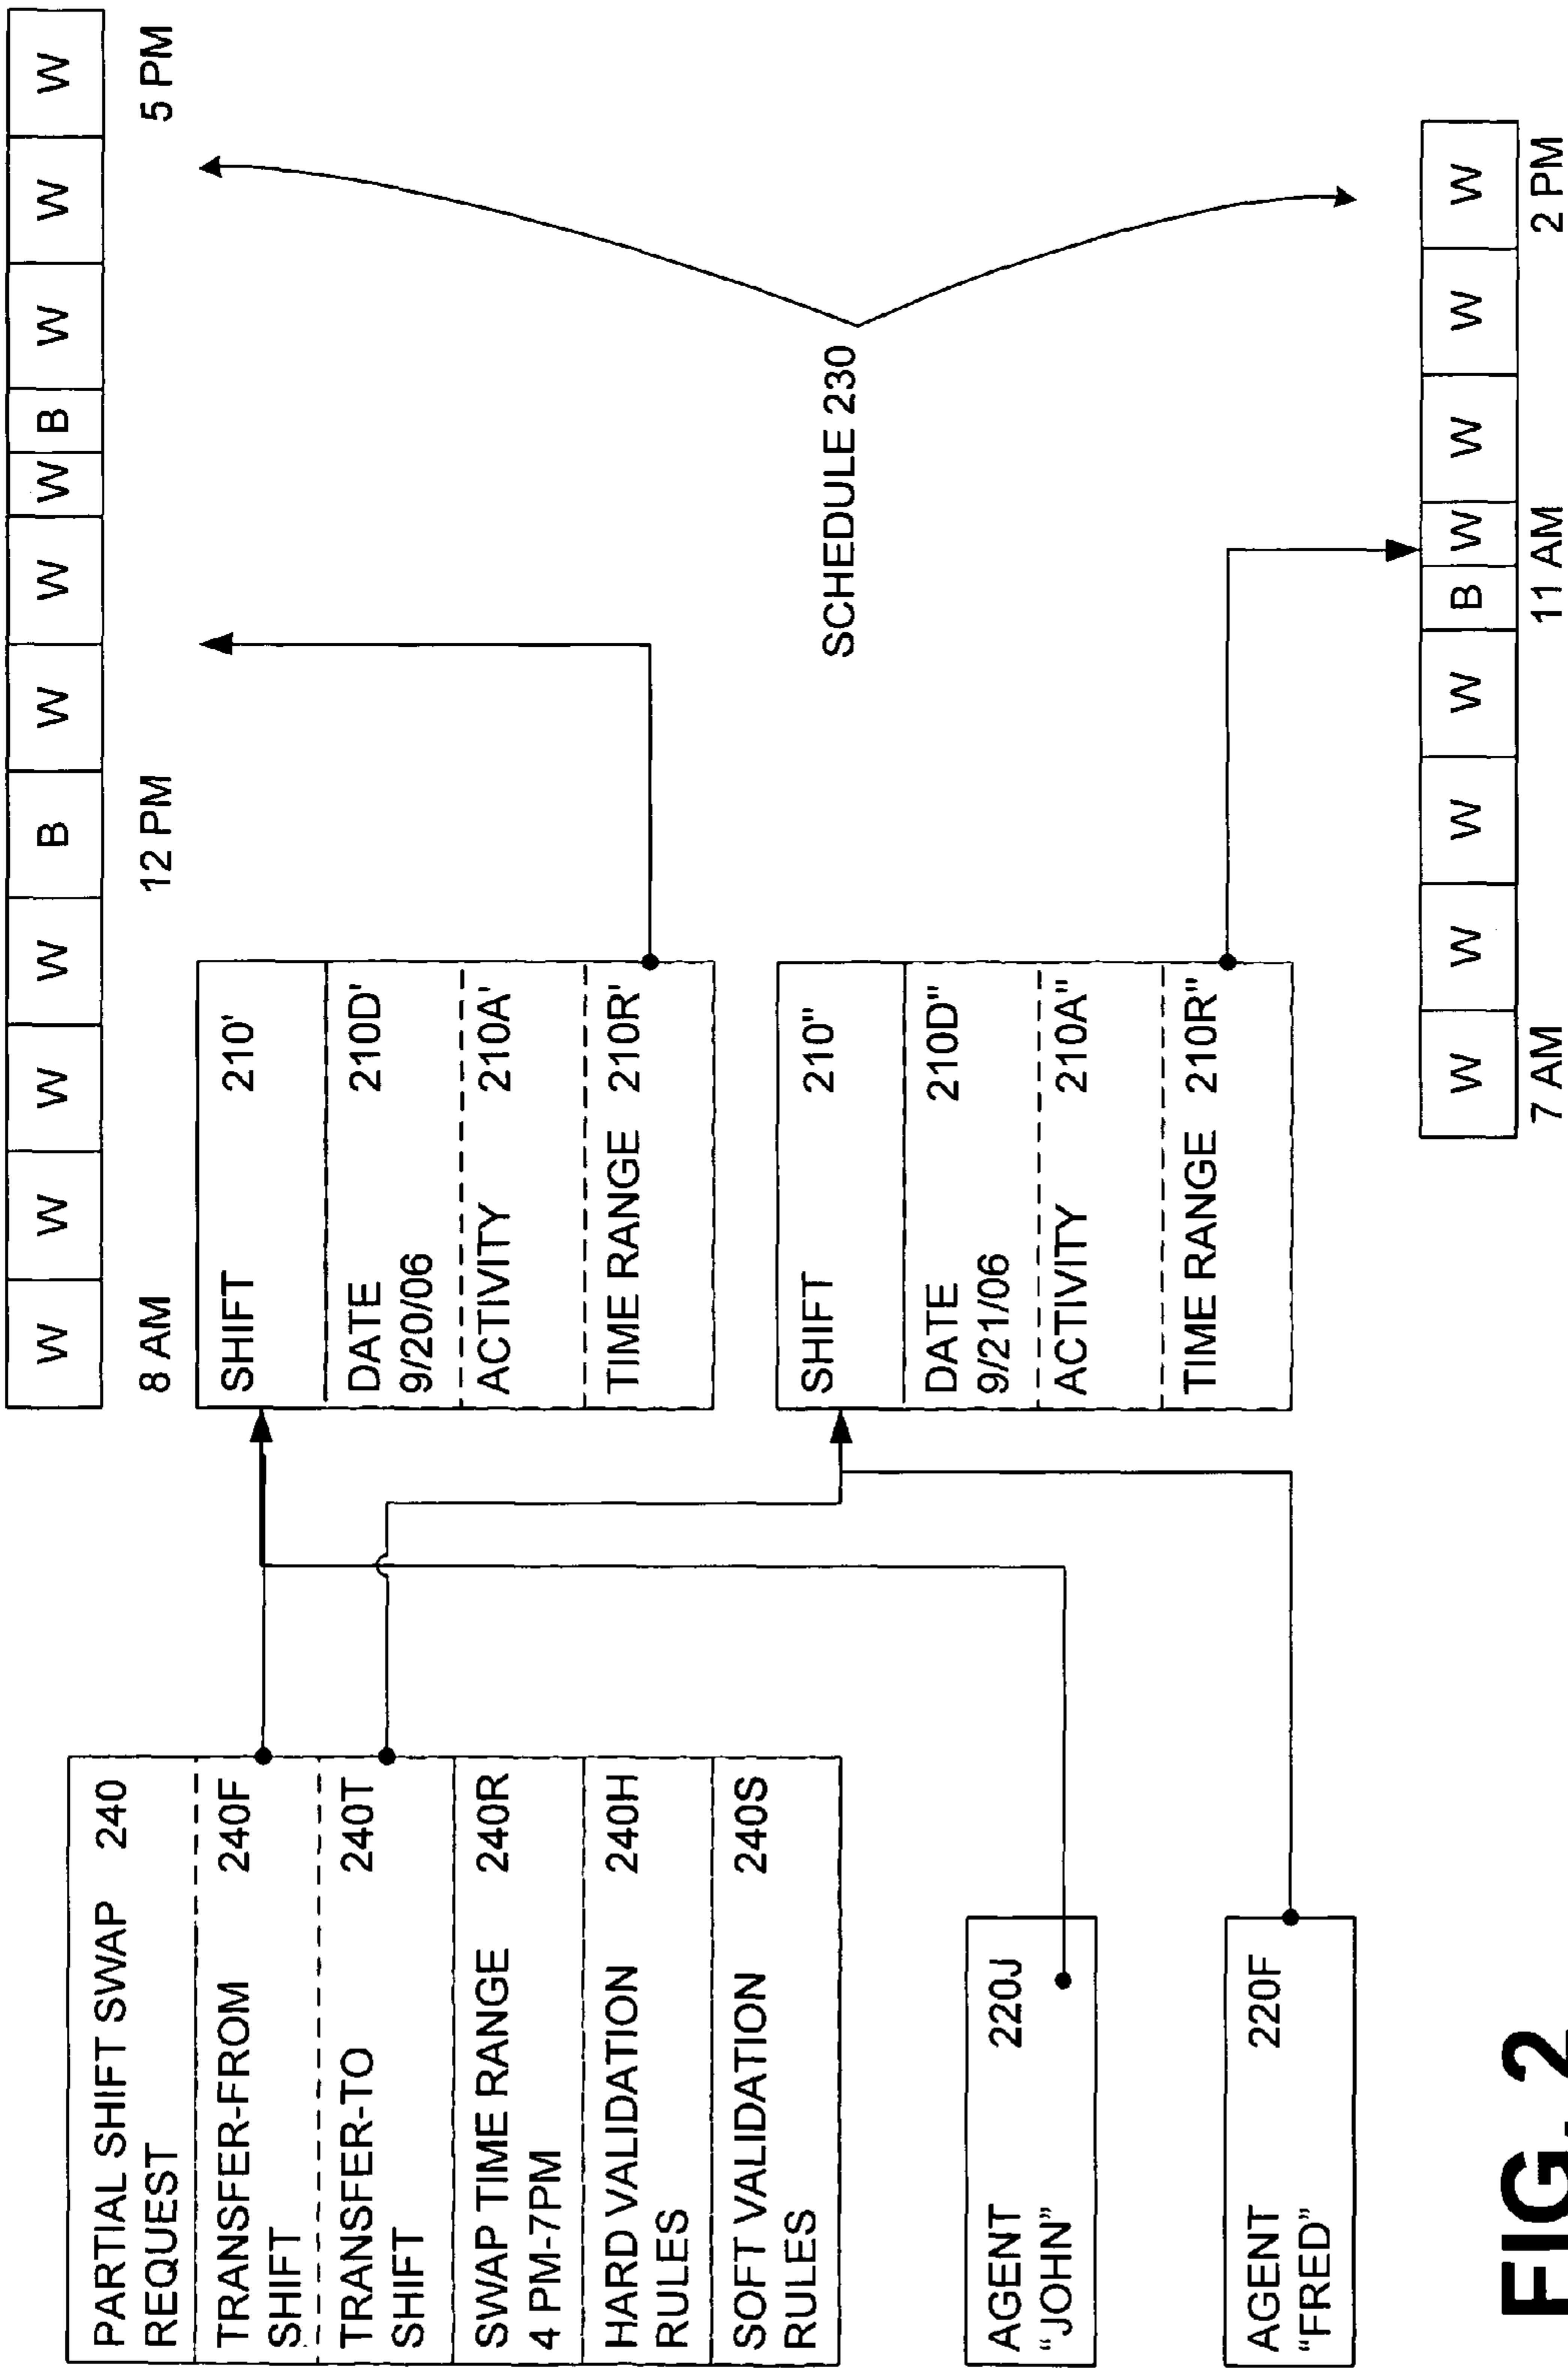 W W W W B W W W B W W W
8 AM 12 PM 5 PM
PARTIAL SHIFT SWAP 240
REQUEST
TRANSFER-FROM 240F
SHIFT
TRANSFER-TO 240T
SHIFT
SWAP TIME RANGE 240R
4 PM-7PM
HARD VALIDATION 240H
RULES
SOFT VALIDATION 240S
RULES
SHIFT 210'
DATE 210D'
9/20/06
ACTIVITY 210A'
TIME RANGE 210R'
SHIFT 210"
DATE 210D"
9/21/06
ACTIVITY 210A"
TIME RANGE 210R"
SCHEDULE 230
AGENT 220J
"JOHN"
AGENT 220F
"FRED"
W W W W B W W W W
7 AM 11 AM 2 PM
FIG. 2